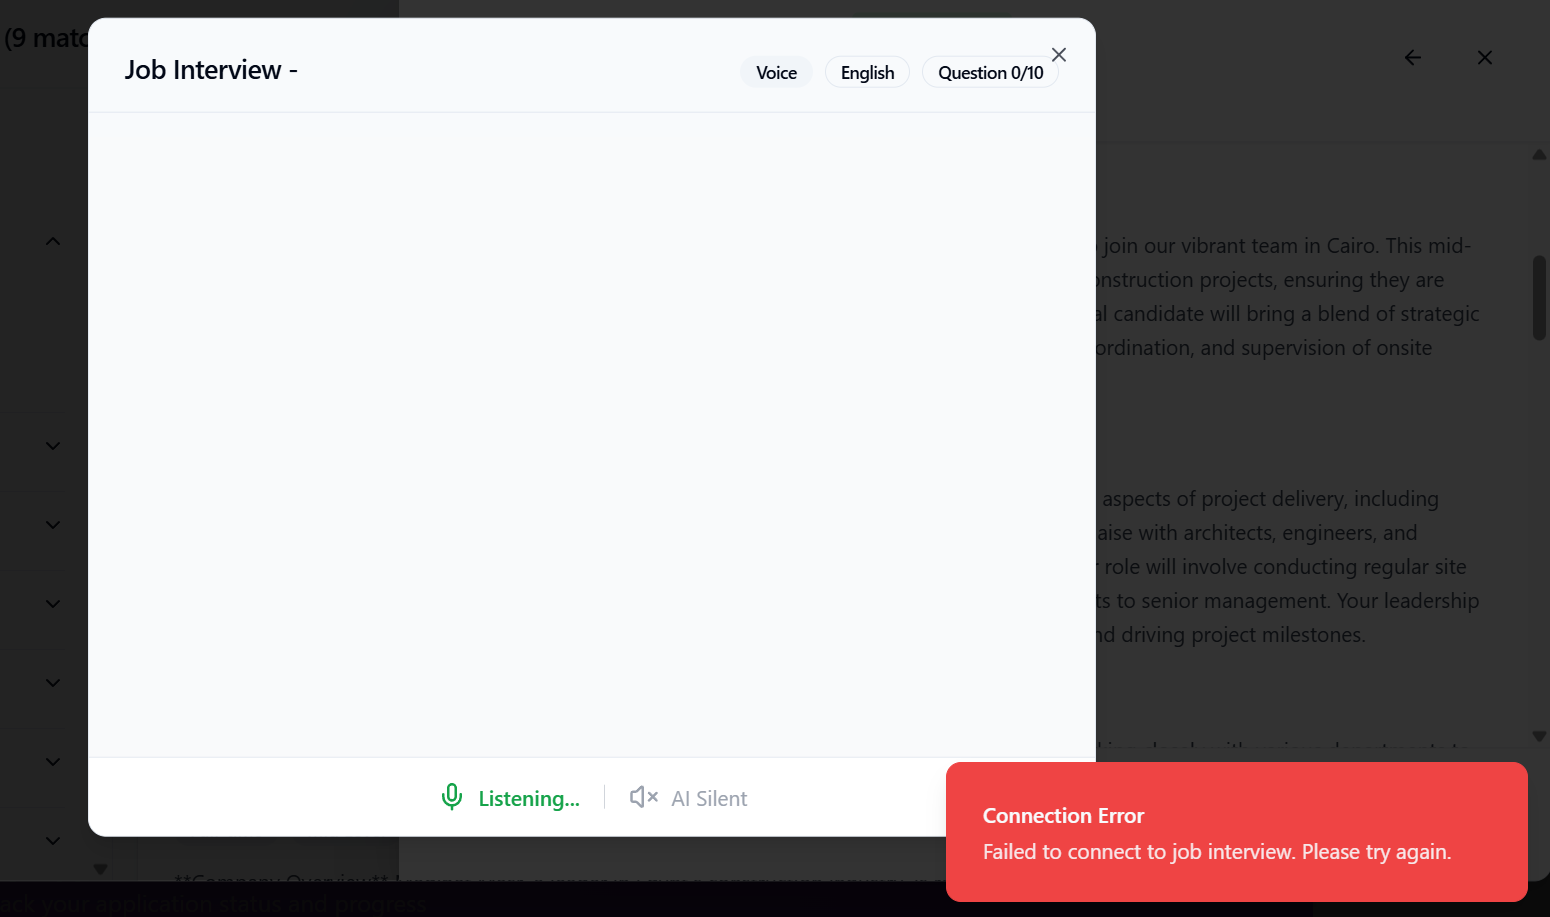 (9 matc
Job Interview -
Voice
English
Question 0/10
join our vibrant team in Cairo. This mid-
onstruction projects, ensuring they are
al candidate will bring a blend of strategic
ordination, and supervision of onsite
aspects of project delivery, including
aise with architects, engineers, and
r role will involve conducting regular site
ts to senior management. Your leadership
nd driving project milestones.
Listening...
AI Silent
Connection Error
Failed to connect to job interview. Please try again.
**Company Overview:**
ack your application status and progress